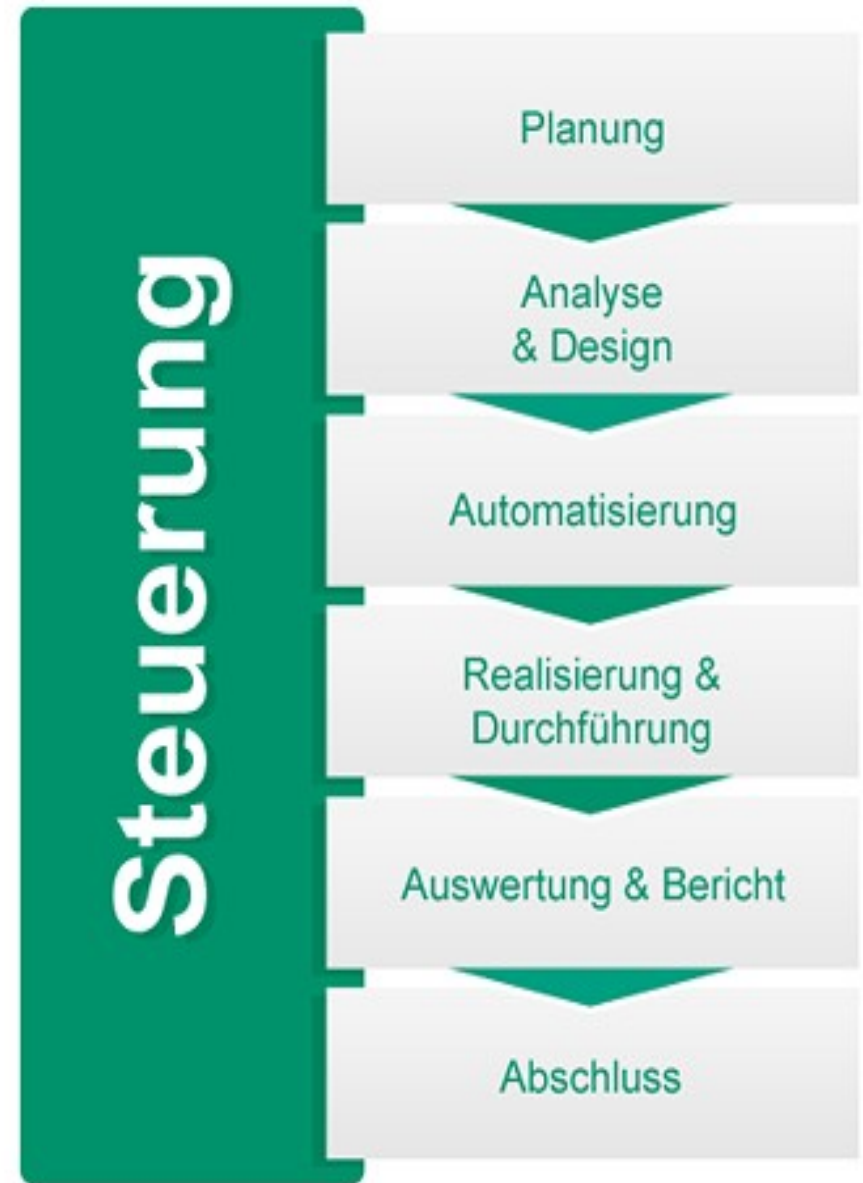 Steuerung
Planung
Analyse
& Design
Automatisierung
Realisierung &
Durchführung
Auswertung & Bericht
Abschluss